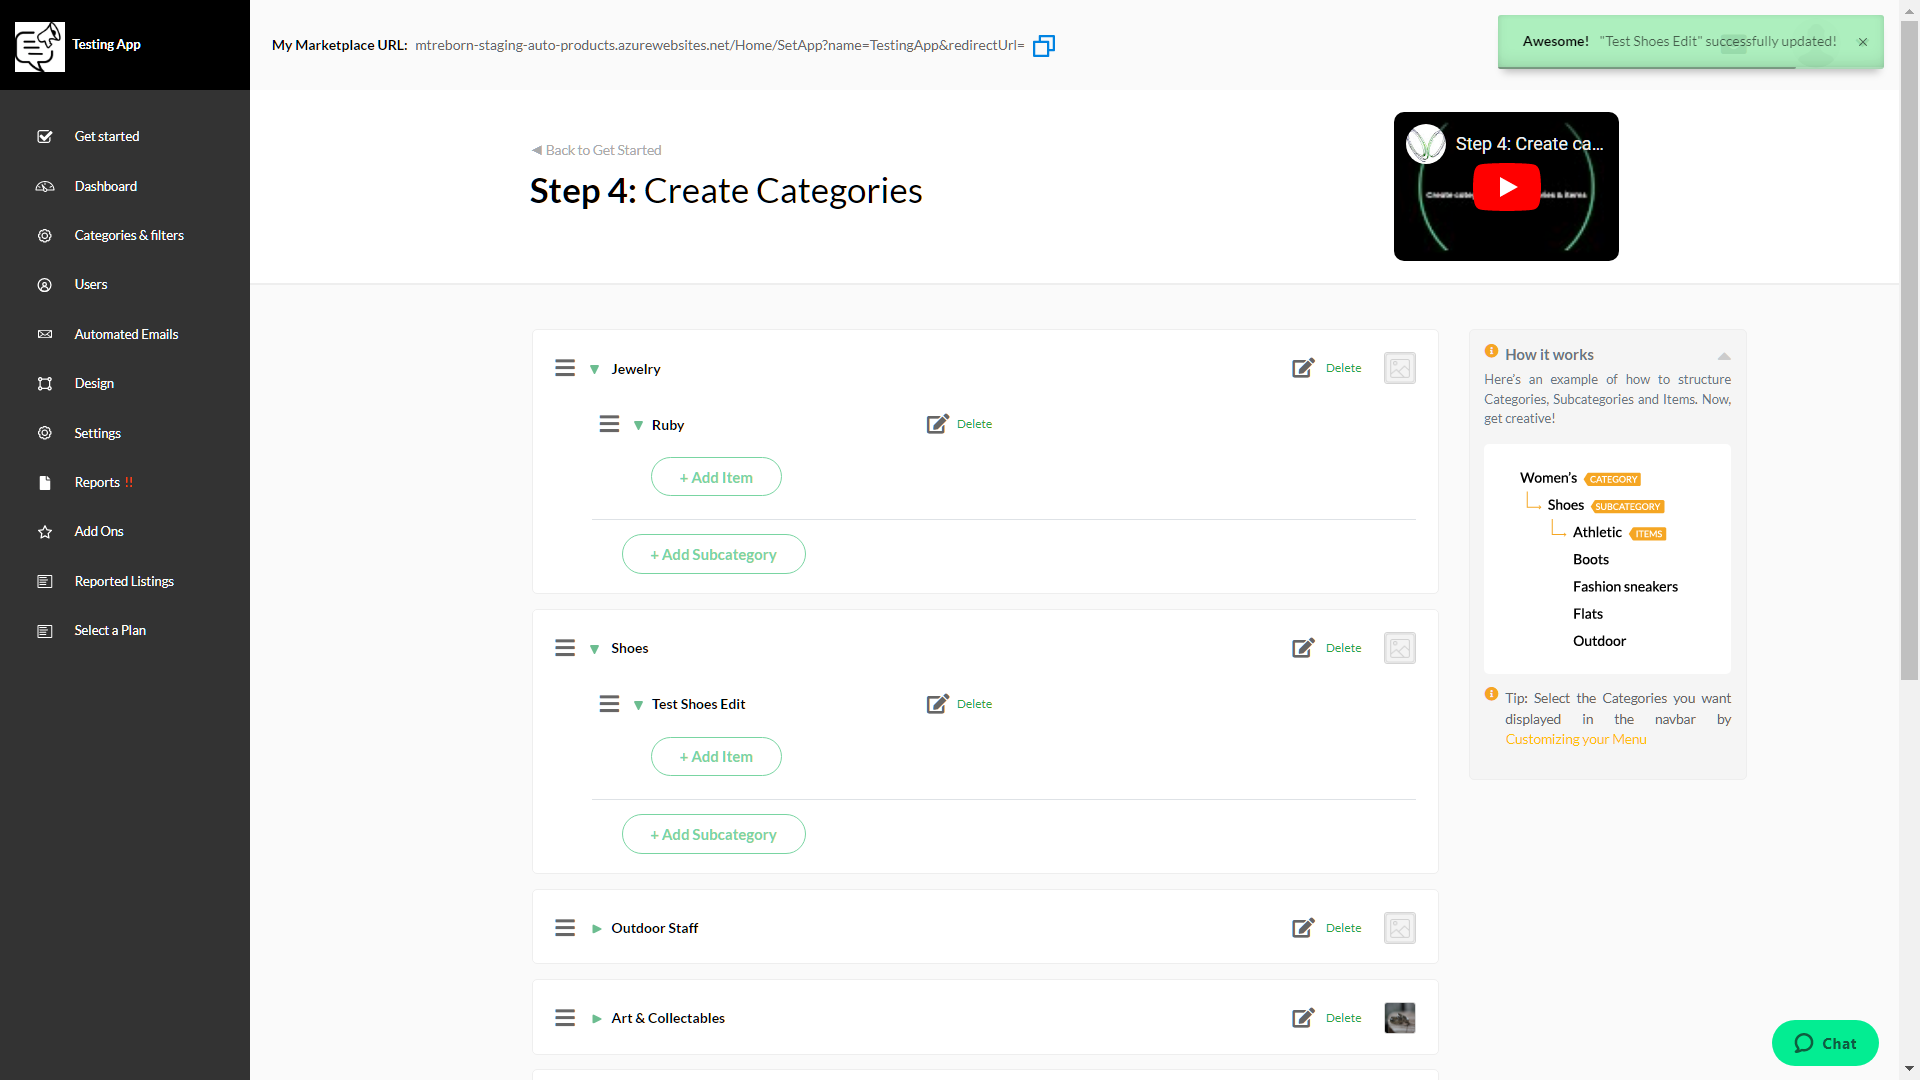 Testing App
My Marketplace URL: mtreborn-staging-auto-products.azurewebsites.net/Home/SetApp?name=TestingApp&redirectUrl=
Awesome! "Test Shoes Edit" successfully updated! ×
Get started
Dashboard
Categories & filters
Users
Automated Emails
Design
Settings
Reports !!
Add Ons
Reported Listings
Select a Plan
Back to Get Started
Step 4: Create Categories
Step 4: Create ca...
Jewelry
Delete
Ruby
Delete
+ Add Item
+ Add Subcategory
Shoes
Delete
Test Shoes Edit
Delete
+ Add Item
+ Add Subcategory
Outdoor Staff
Delete
Art & Collectables
Delete
How it works
Here's an example of how to structure
Categories, Subcategories and Items. Now,
get creative!
Women's CATEGORY
Shoes SUBCATEGORY
Athletic ITEMS
Boots
Fashion sneakers
Flats
Outdoor
Tip: Select the Categories you want
displayed in the navbar by
Customizing your Menu
Chat